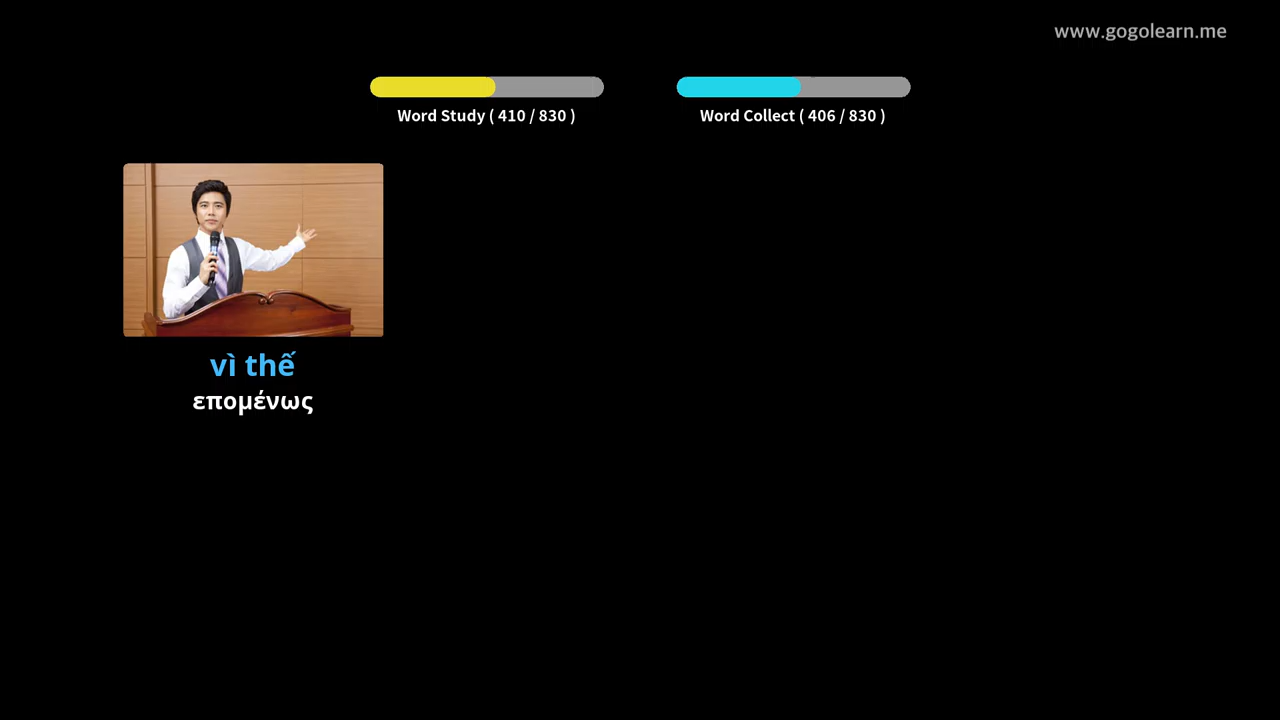 www.gogolearn.me
Word Study ( 410 / 830 )
Word Collect ( 406 / 830 )
vì thế
επομένως